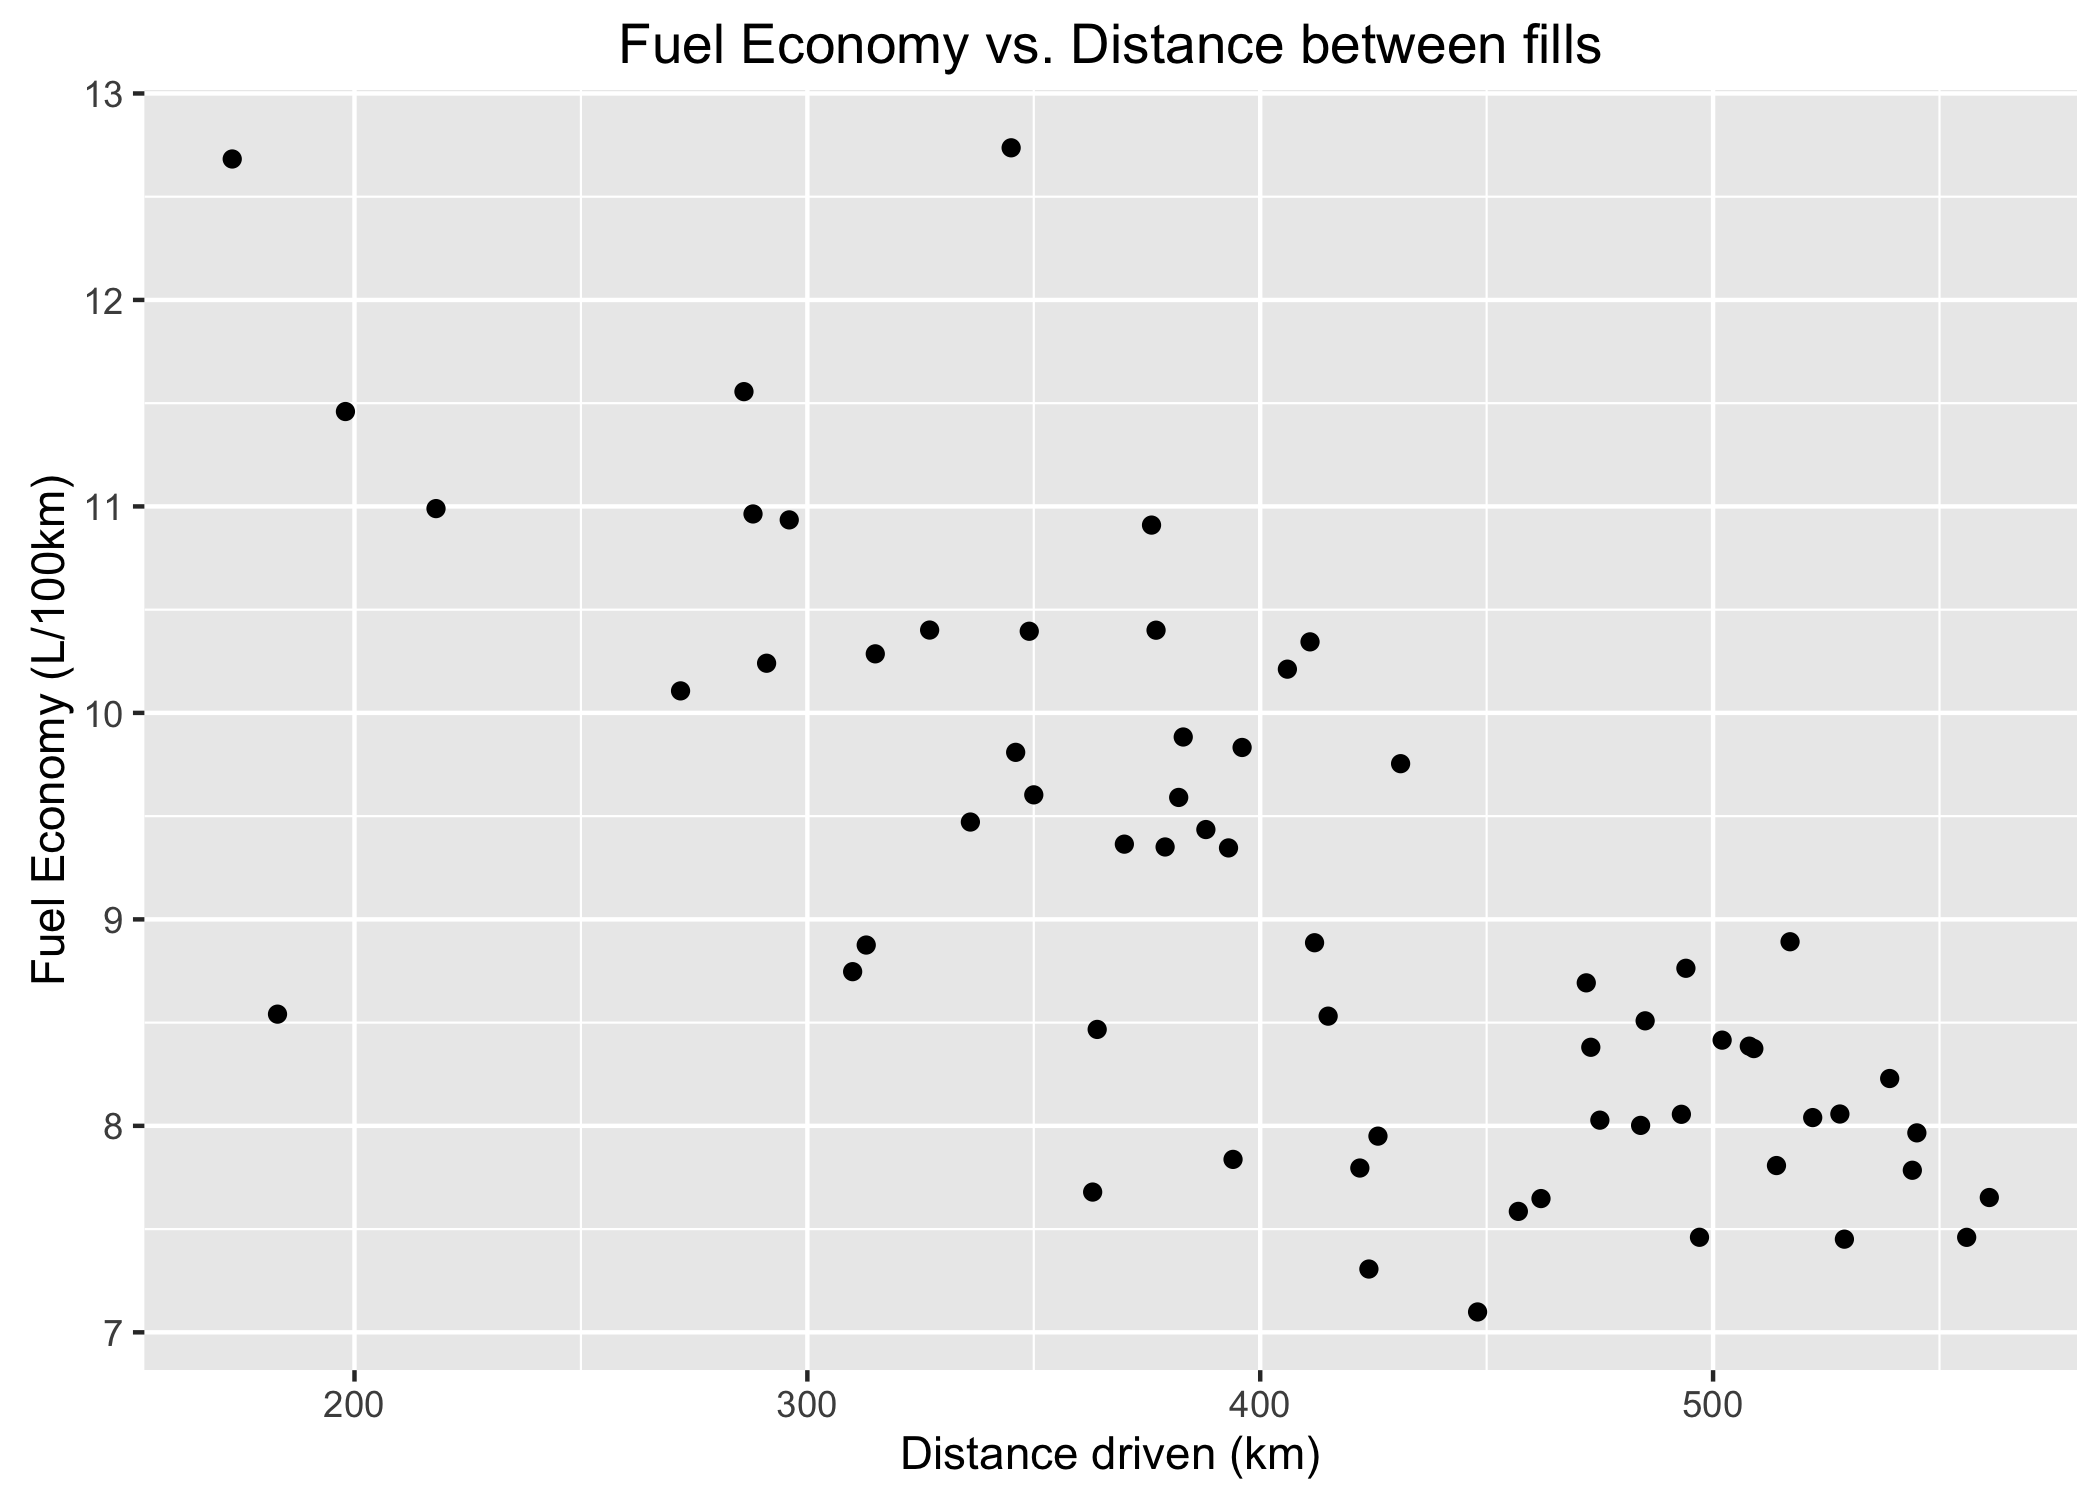 Fuel Economy vs. Distance between fills
Fuel Economy (L/100km)
13
12
11
10
9
8
7
200 300 400 500
Distance driven (km)